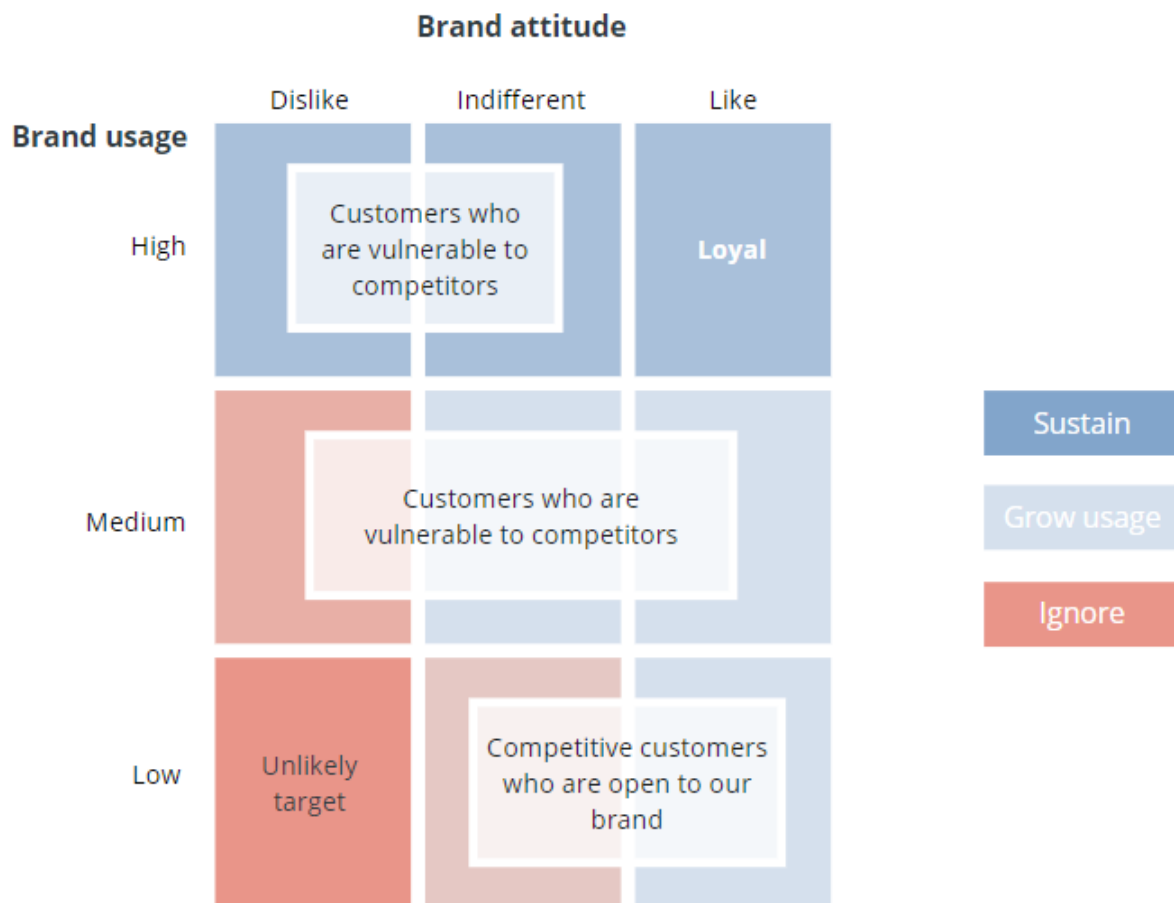 Brand attitude
Dislike
Indifferent
Like
Brand usage
High
Customers who
are vulnerable to
competitors
Loyal
Medium
Customers who are
vulnerable to competitors
Sustain
Grow usage
Ignore
Low
Unlikely
target
Competitive customers
who are open to our
brand